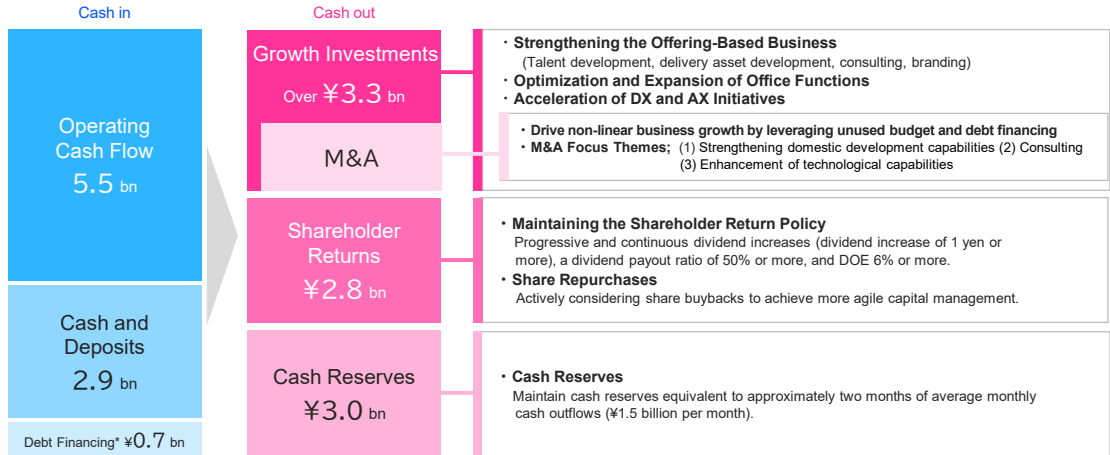 Cash in
Cash out
Operating
Cash Flow
5.5 bn
Cash and
Deposits
2.9 bn
Debt Financing* ¥0.7 bn
Growth Investments
Over ¥3.3 bn
M&A
・Strengthening the Offering-Based Business
(Talent development, delivery asset development, consulting, branding)
・Optimization and Expansion of Office Functions
・Acceleration of DX and AX Initiatives
・Drive non-linear business growth by leveraging unused budget and debt financing
・M&A Focus Themes; (1) Strengthening domestic development capabilities (2) Consulting
(3) Enhancement of technological capabilities
Shareholder
Returns
¥2.8 bn
・Maintaining the Shareholder Return Policy
Progressive and continuous dividend increases (dividend increase of 1 yen or
more), a dividend payout ratio of 50% or more, and DOE 6% or more.
・Share Repurchases
Actively considering share buybacks to achieve more agile capital management.
Cash Reserves
¥3.0 bn
・Cash Reserves
Maintain cash reserves equivalent to approximately two months of average monthly
cash outflows (¥1.5 billion per month).